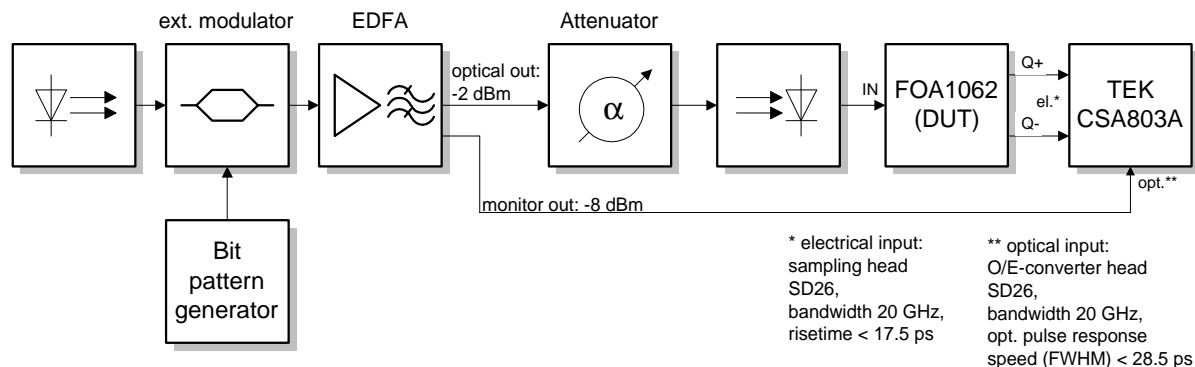 ext. modulator
EDFA
Attenuator
optical out:
-2 dBm
α
IN
FOA1062
(DUT)
Q+
el.*
Q-
TEK
CSA803A
opt.**
monitor out: -8 dBm
Bit
pattern
generator
* electrical input:
sampling head
SD26,
bandwidth 20 GHz,
risetime < 17.5 ps
** optical input:
O/E-converter head
SD26,
bandwidth 20 GHz,
opt. pulse response
speed (FWHM) < 28.5 ps